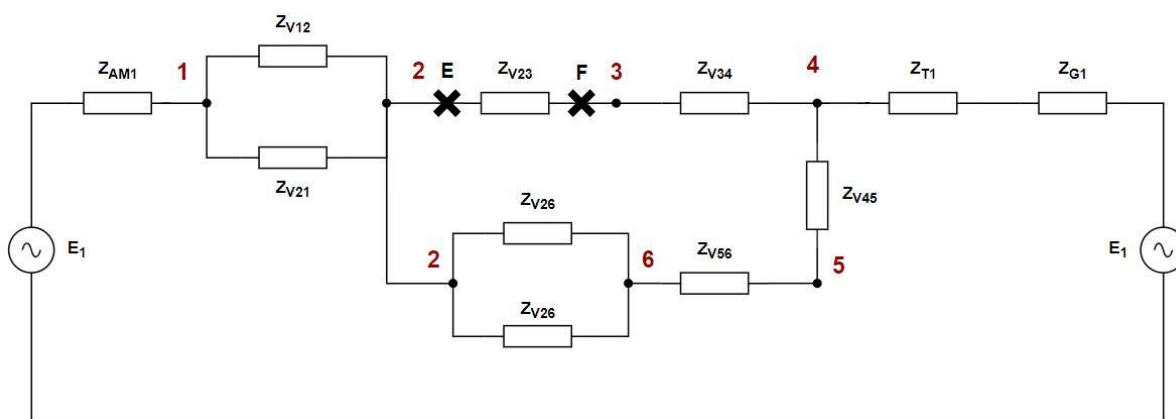 Z_V12
Z_AM1
1
2
E
Z_V23
F
3
Z_V34
4
Z_T1
Z_G1
Z_V21
Z_V26
Z_V45
E_1
2
6
Z_V56
5
E_1
Z_V26